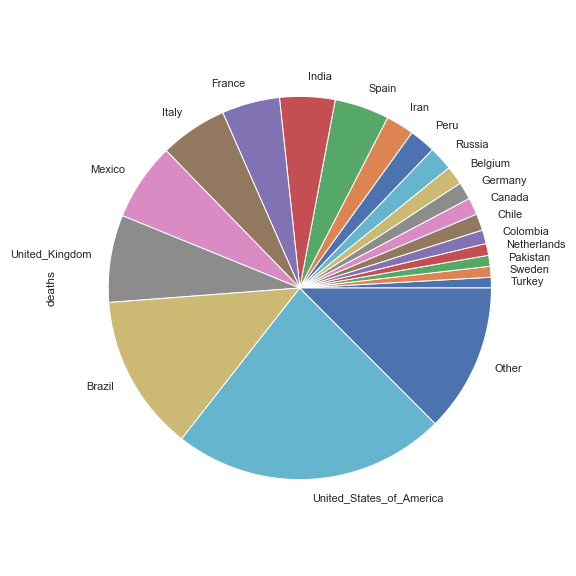 India
France
Spain
Iran
Italy
Peru
Russia
Belgium
Mexico
Germany
Canada
Chile
Colombia
Netherlands
United_Kingdom
Pakistan
Sweden
Turkey
deaths
Other
Brazil
United_States_of_America